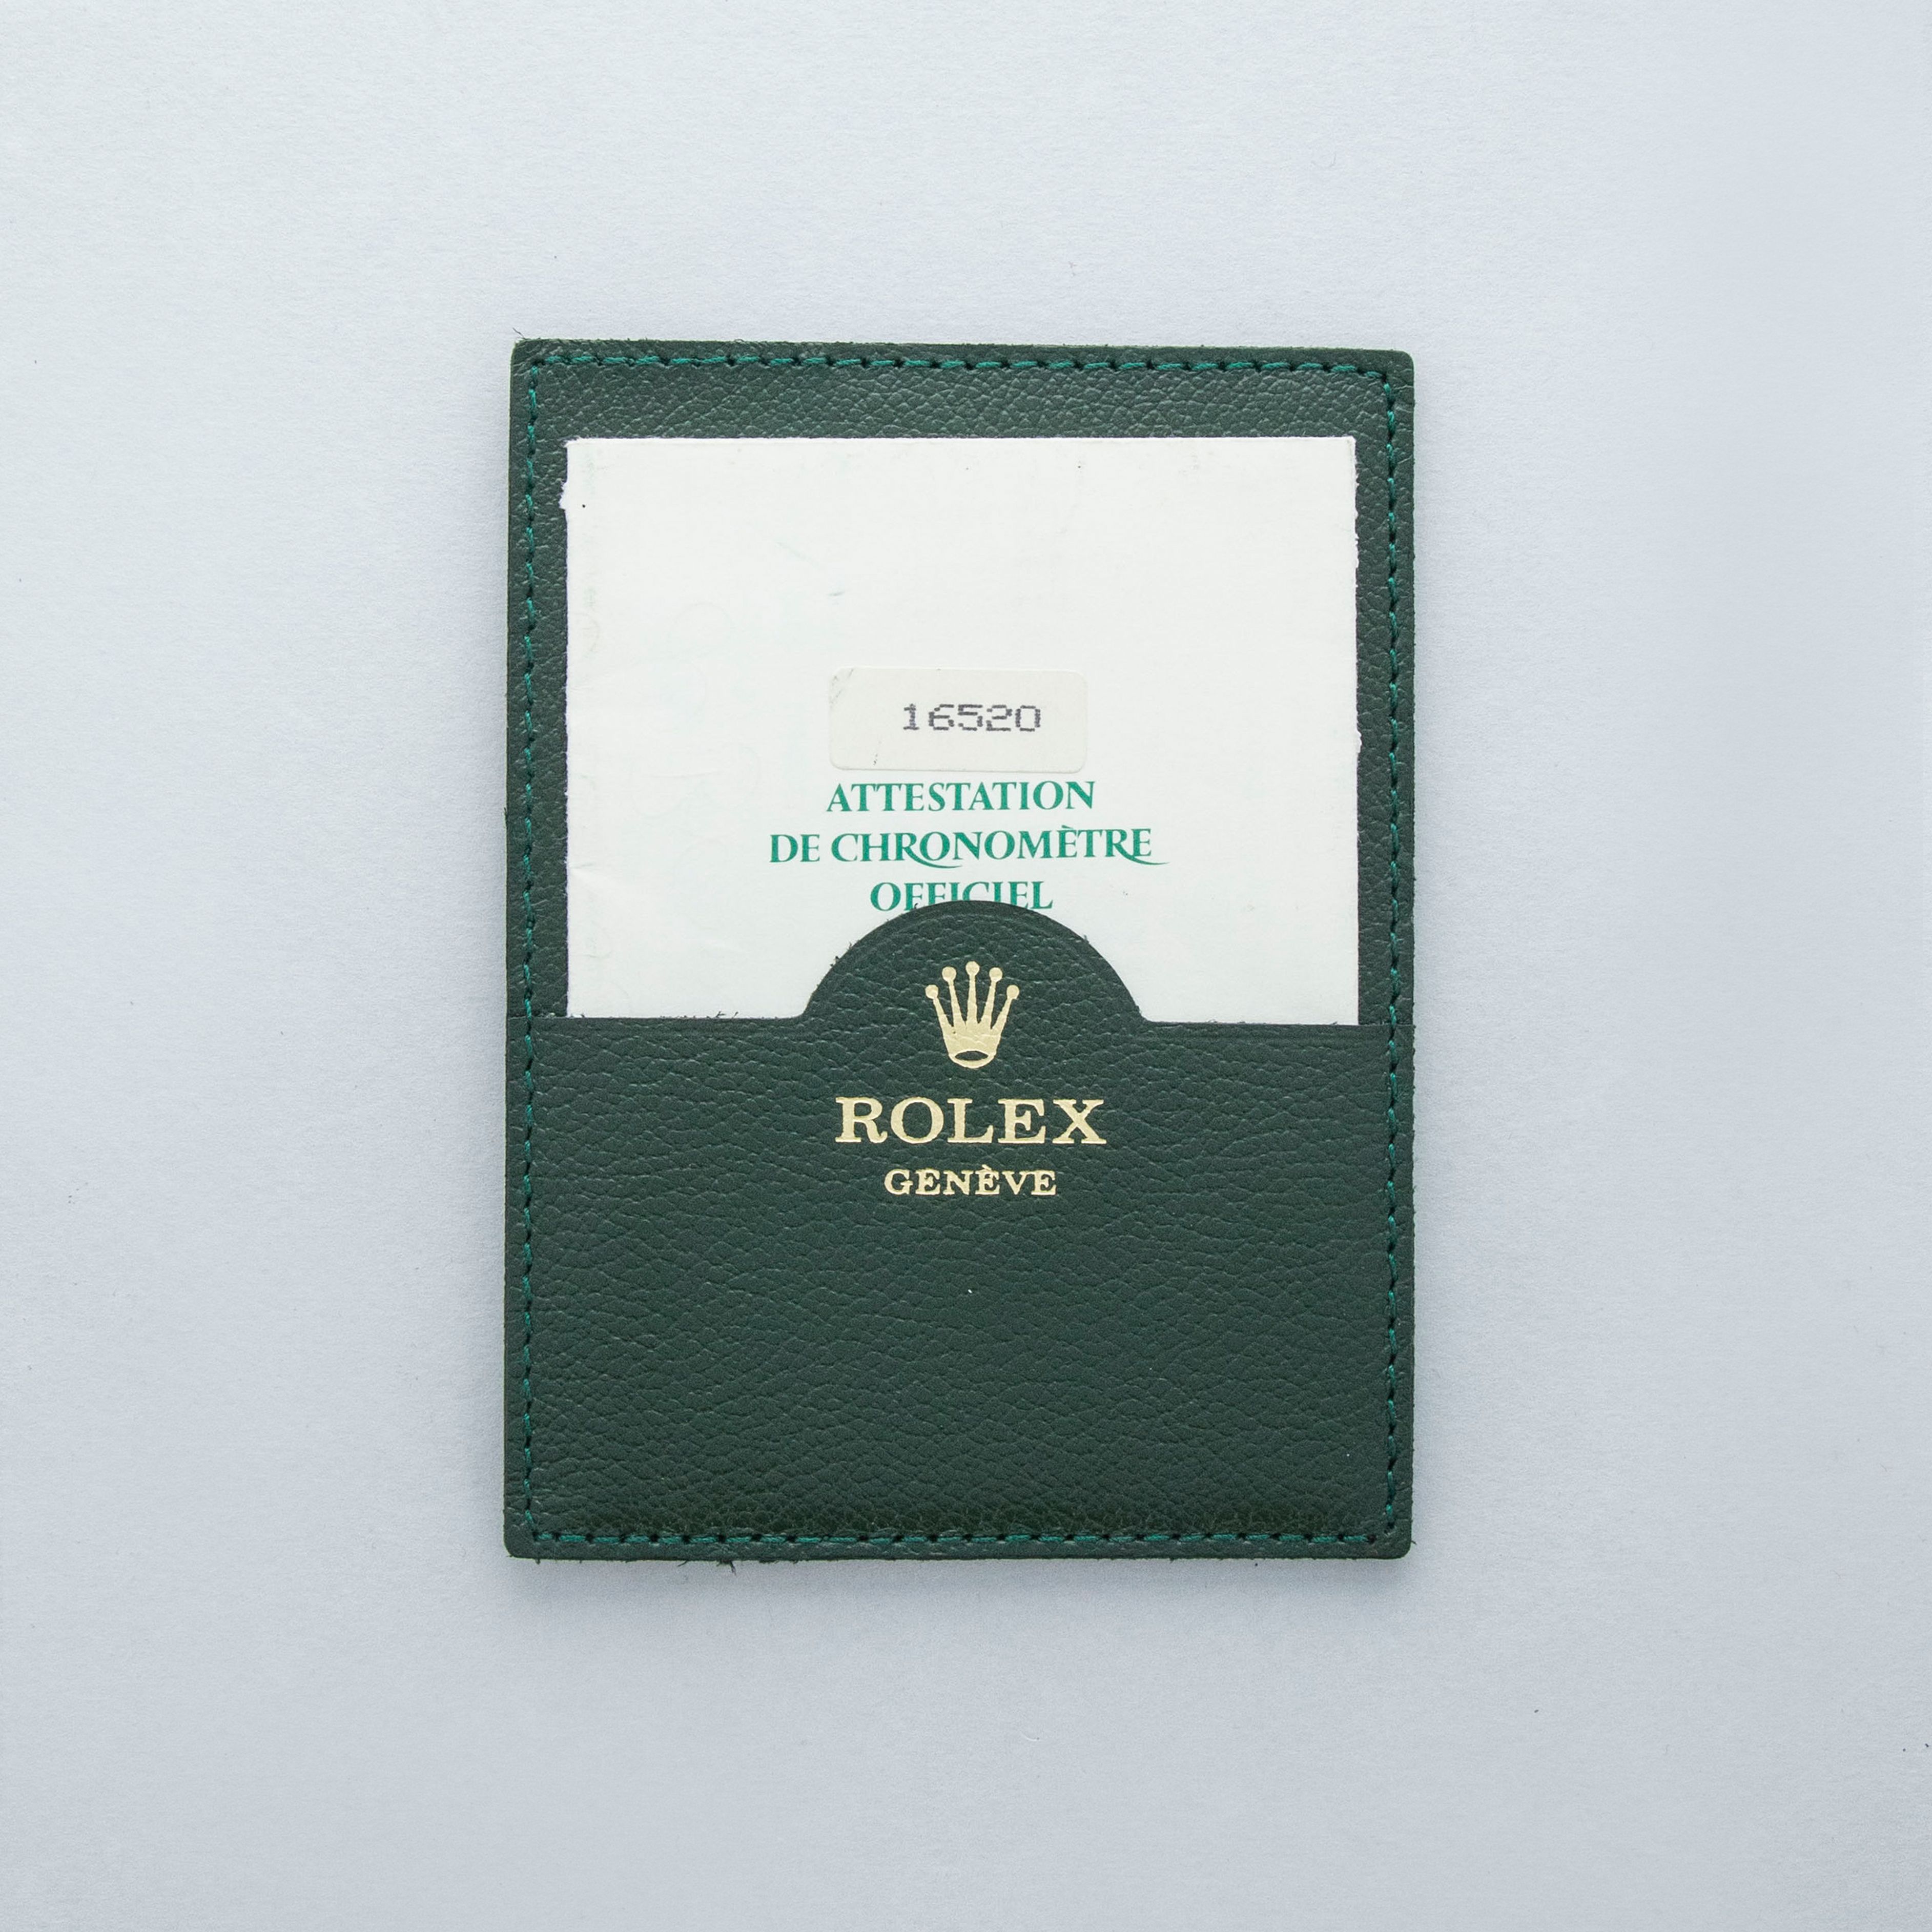 16520
ATTESTATION
DE CHRONOMÈTRE
OFFICIEL
ROLEX
GENÈVE